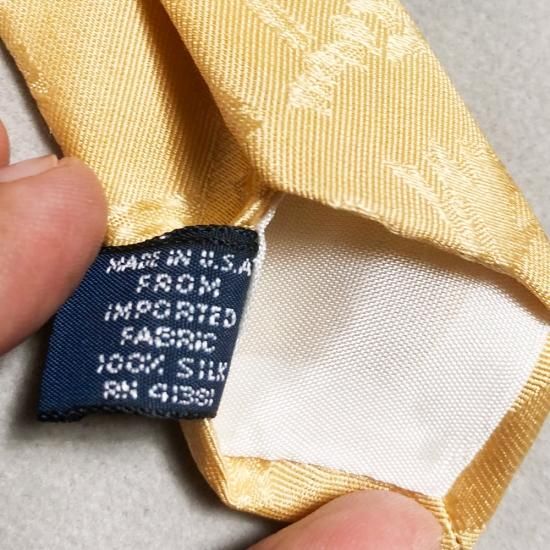 MADE IN U.S.A
FROM
IMPORTED
FABRIC
100% SILK
RN 41381